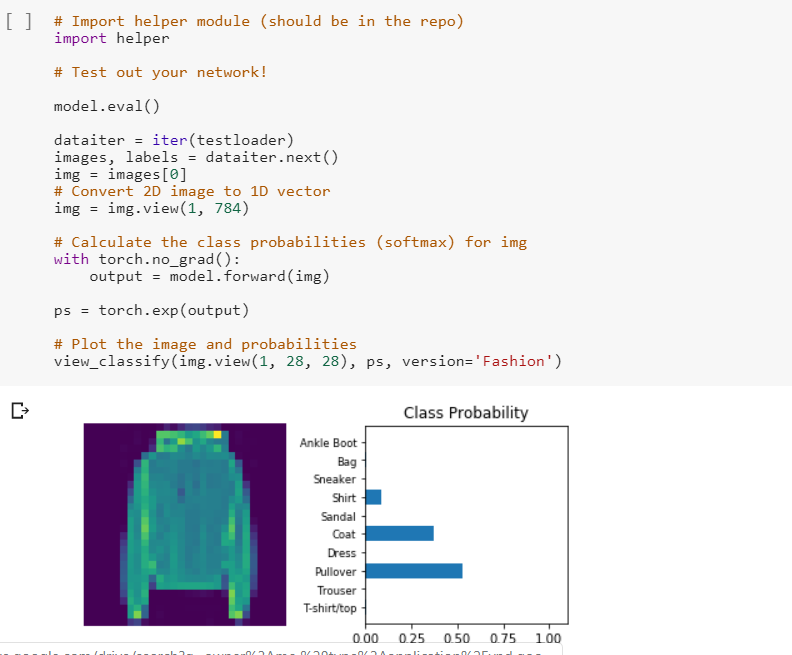 [ ]
# Import helper module (should be in the repo)
import helper
# Test out your network!
model.eval()
dataiter = iter(testloader)
images, labels = dataiter.next()
img = images[0]
# Convert 2D image to 1D vector
img = img.view(1, 784)
# Calculate the class probabilities (softmax) for img
with torch.no_grad():
output = model.forward(img)
ps = torch.exp(output)
# Plot the image and probabilities
view_classify(img.view(1, 28, 28), ps, version='Fashion')
Class Probability
Ankle Boot
Bag
Sneaker
Shirt
Sandal
Coat
Dress
Pullover
Trouser
T-shirt/top
0.00 0.25 0.50 0.75 1.00